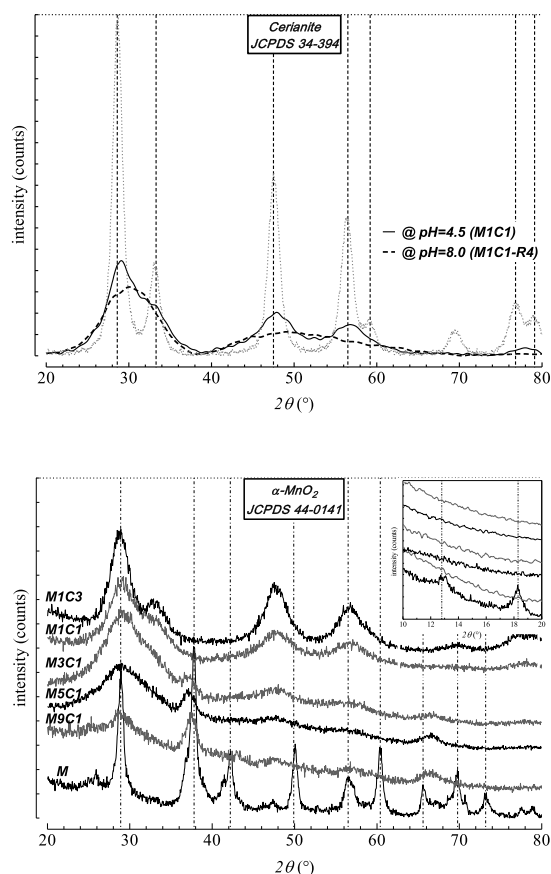 Cerianite
JCPDS 34-394
intensity (counts)
@ pH=4.5 (M1C1)
@ pH=8.0 (M1C1-R4)
20 30 40 50 60 70 80
2θ (°)
α-MnO2
JCPDS 44-0141
intensity (counts)
10 12 14 16 18 20
2θ (°)
M1C3
M1C1
M3C1
M5C1
M9C1
M
intensity (counts)
20 30 40 50 60 70 80
2θ (°)